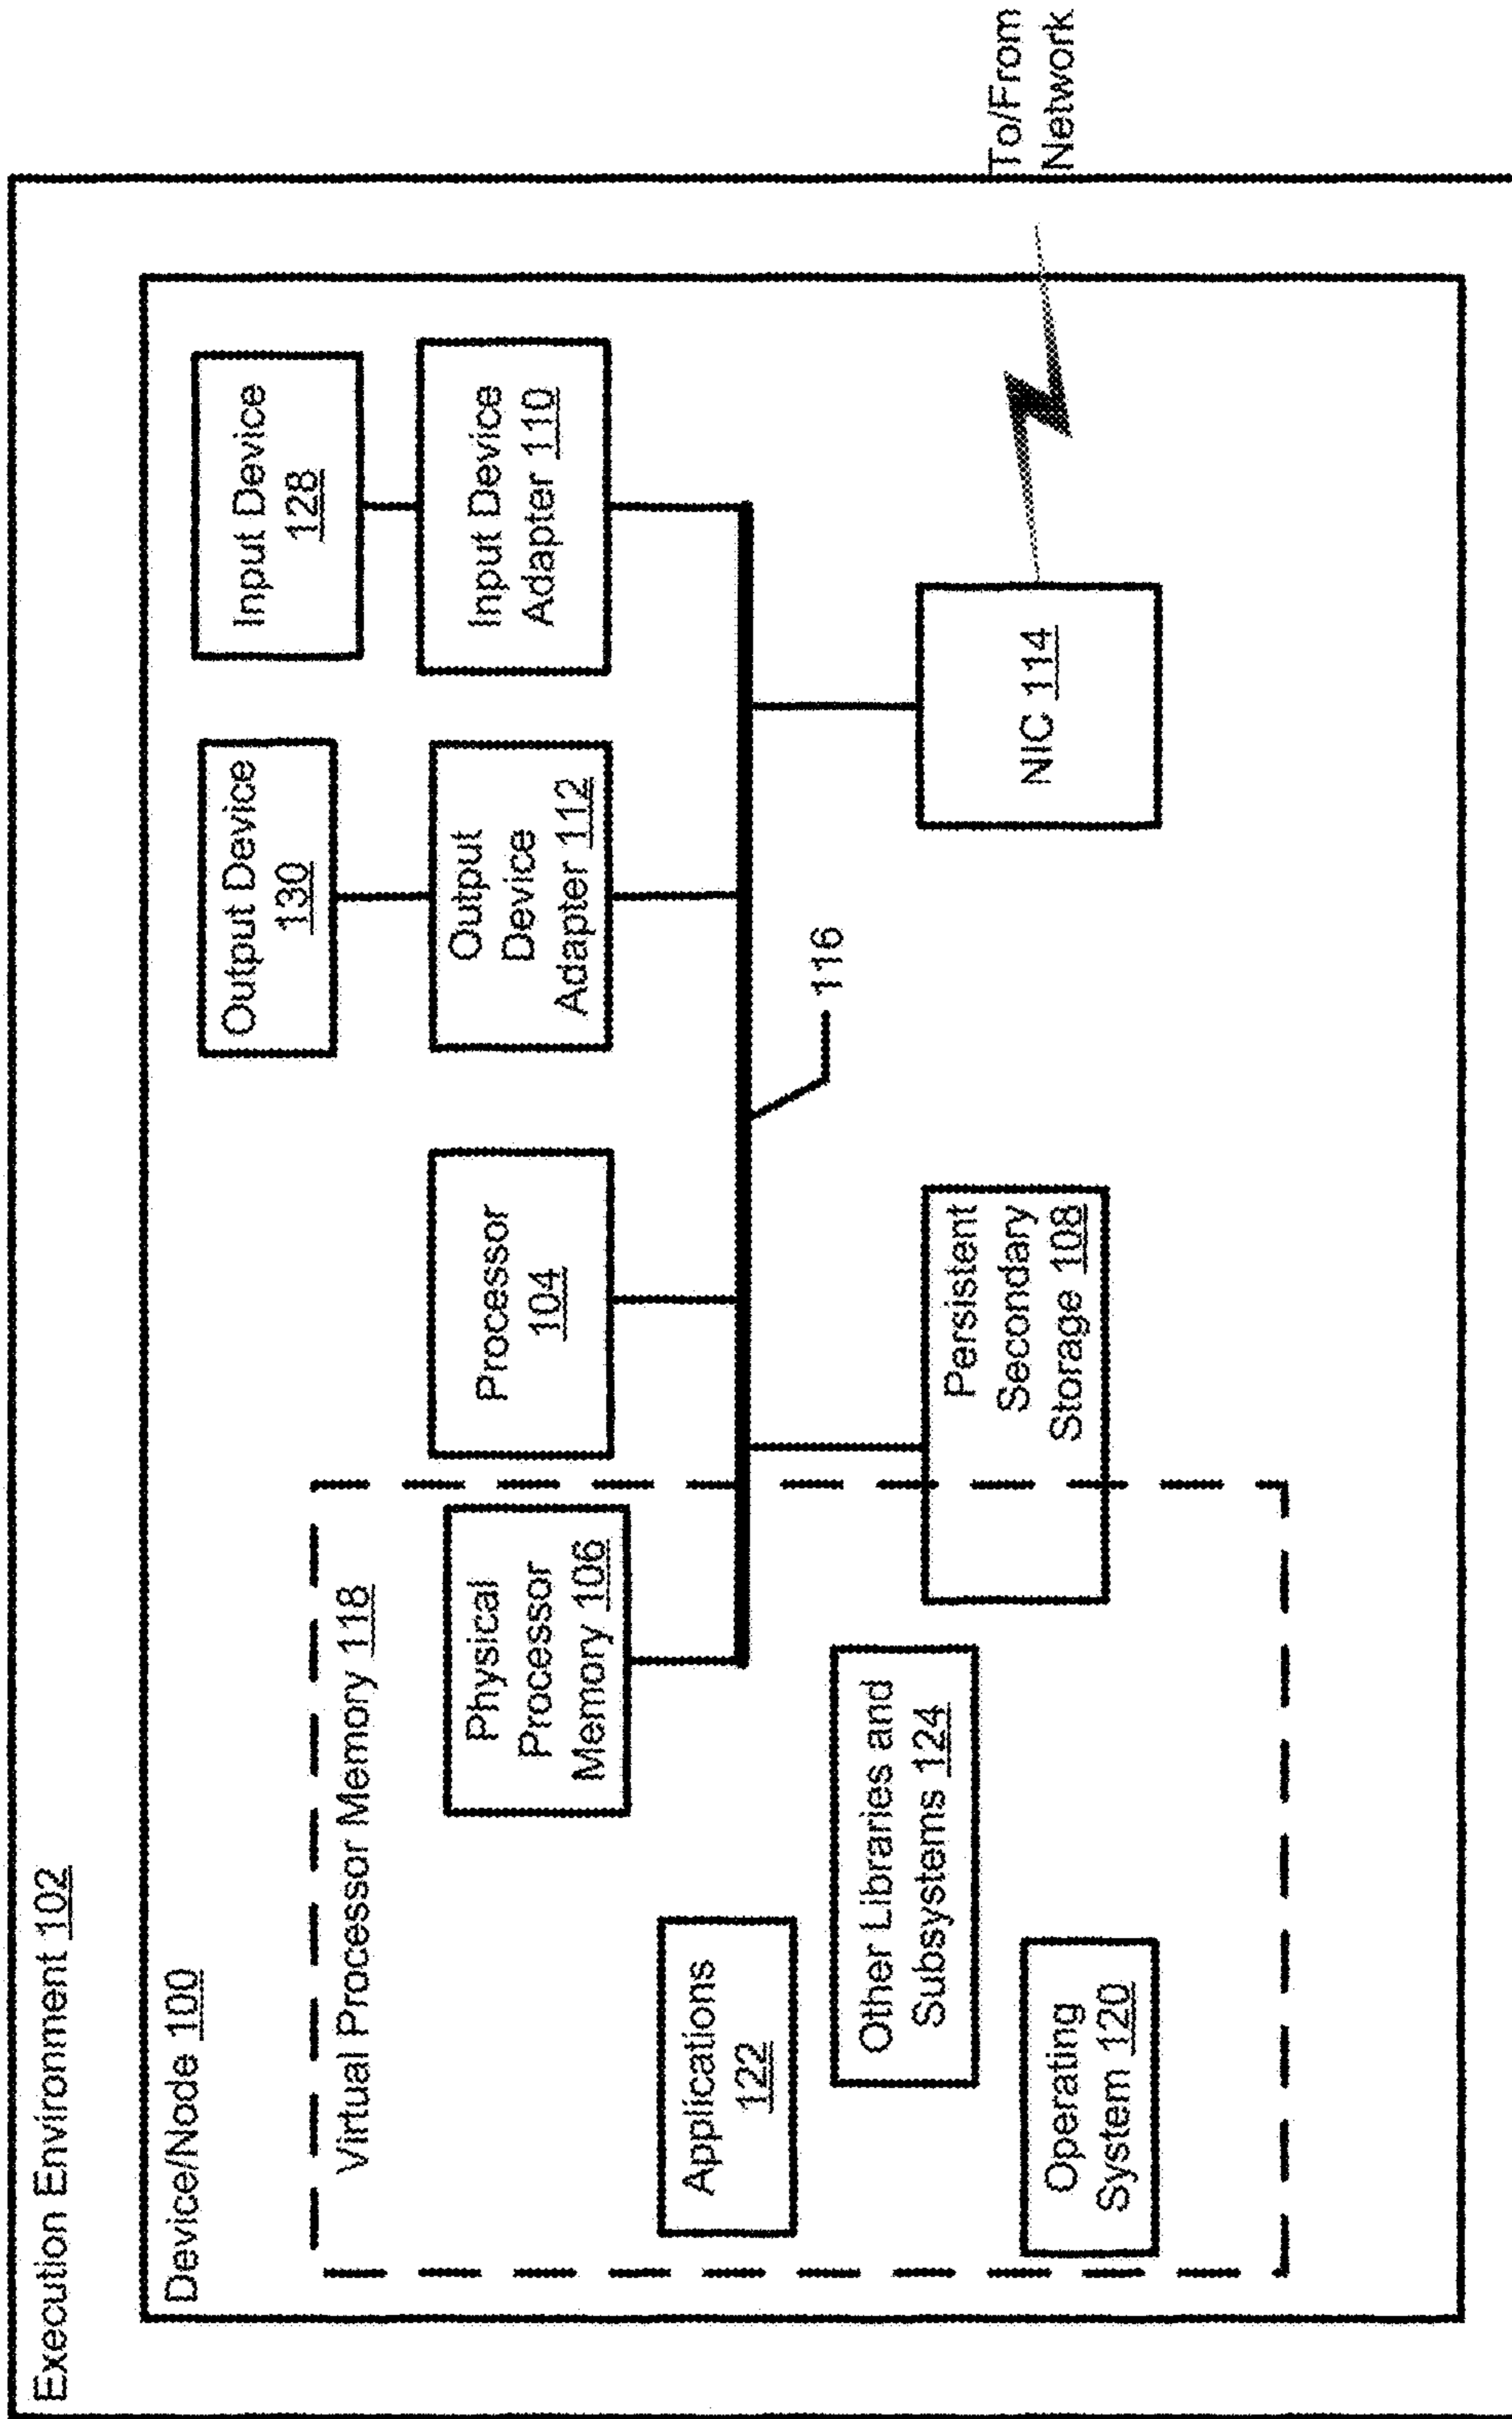 Execution Environment 102
Device/Node 100
Virtual Processor Memory 118
Physical
Processor
Memory 106
Processor
104
Output Device
130
Output
Device
Adapter 112
Input Device
128
Input Device
Adapter 110
116
Applications
122
Other Libraries and
Subsystems 124
Operating
System 120
Persistent
Secondary
Storage 108
NIC 114
To/From
Network